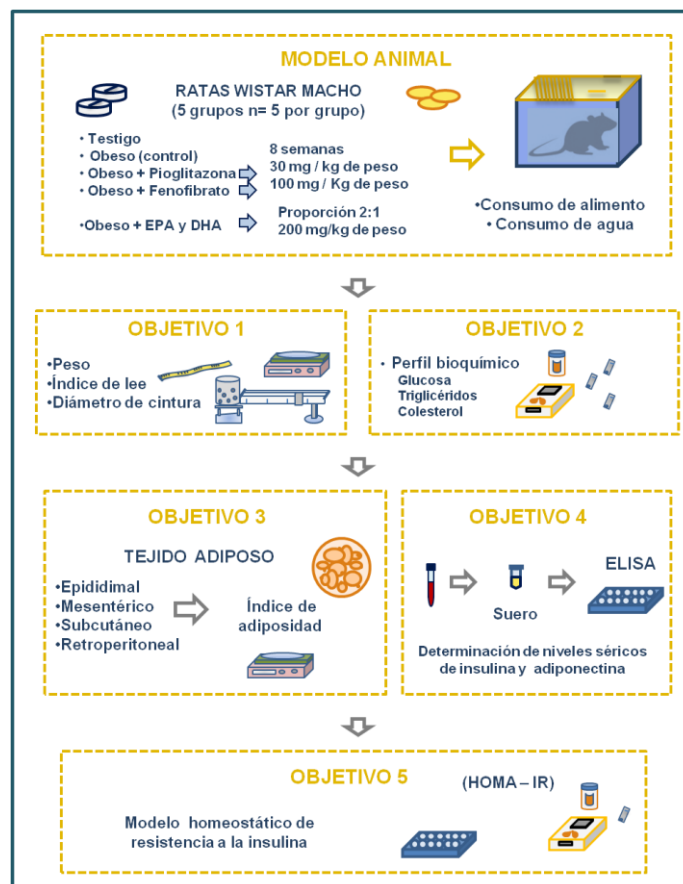 MODELO ANIMAL
RATAS WISTAR MACHO
(5 grupos n= 5 por grupo)
• Testigo
• Obeso (control)
• Obeso + Pioglitazona
• Obeso + Fenofibrato
8 semanas
30 mg / kg de peso
100 mg / Kg de peso
•Obeso + EPA y DHA
Proporción 2:1
200 mg/kg de peso
•Consumo de alimento
• Consumo de agua
OBJETIVO 1
•Peso
•Índice de lee
•Diámetro de cintura
OBJETIVO 2
• Perfil bioquímico
Glucosa
Triglicéridos
Colesterol
OBJETIVO 3
TEJIDO ADIPOSO
•Epididimal
•Mesentérico
•Subcutáneo
•Retroperitoneal
Índice de
adiposidad
OBJETIVO 4
ELISA
Suero
Determinación de niveles séricos
de insulina y adiponectina
OBJETIVO 5
(HOMA – IR)
Modelo homeostático de
resistencia a la insulina